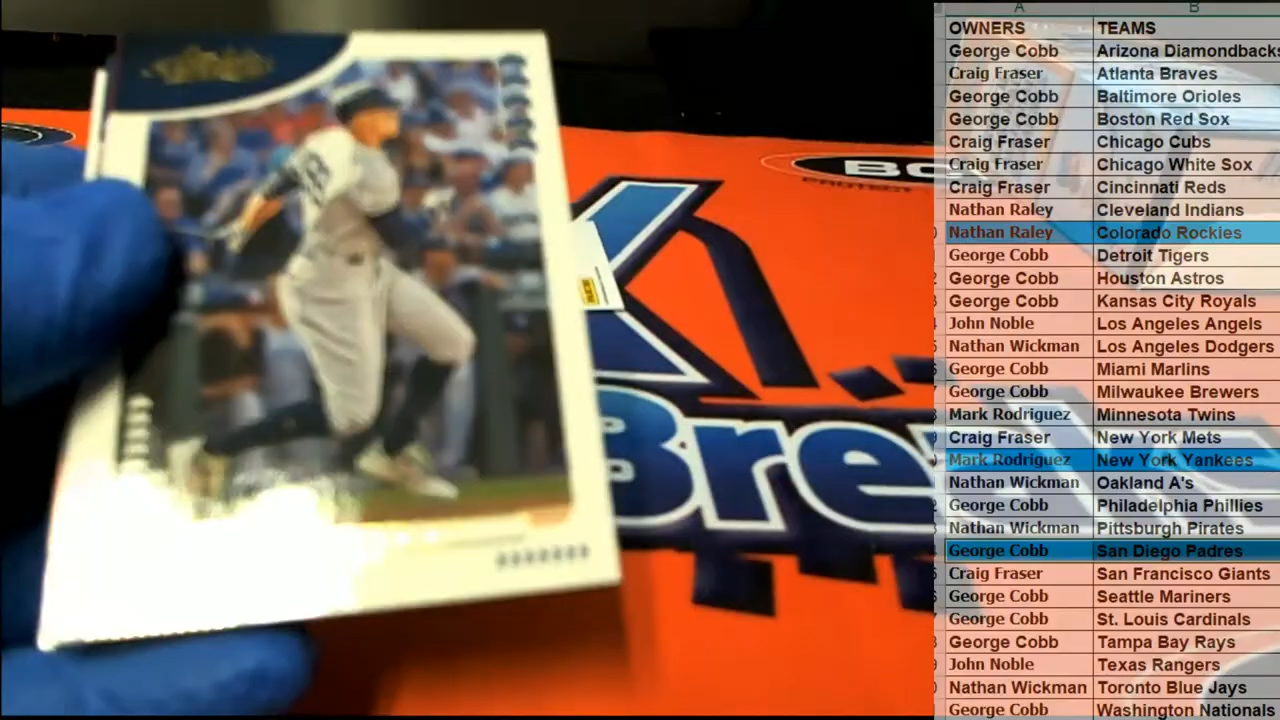 A B
OWNERS TEAMS
George Cobb Arizona Diamondbacks
Craig Fraser Atlanta Braves
George Cobb Baltimore Orioles
George Cobb Boston Red Sox
Craig Fraser Chicago Cubs
Craig Fraser Chicago White Sox
Craig Fraser Cincinnati Reds
Nathan Raley Cleveland Indians
Nathan Raley Colorado Rockies
George Cobb Detroit Tigers
George Cobb Houston Astros
George Cobb Kansas City Royals
John Noble Los Angeles Angels
Nathan Wickman Los Angeles Dodgers
George Cobb Miami Marlins
George Cobb Milwaukee Brewers
Mark Rodriguez Minnesota Twins
Craig Fraser New York Mets
Mark Rodriguez New York Yankees
Nathan Wickman Oakland A's
George Cobb Philadelphia Phillies
Nathan Wickman Pittsburgh Pirates
George Cobb San Diego Padres
Craig Fraser San Francisco Giants
George Cobb Seattle Mariners
George Cobb St. Louis Cardinals
George Cobb Tampa Bay Rays
John Noble Texas Rangers
Nathan Wickman Toronto Blue Jays
George Cobb Washington Nationals
BC
PROTECT
Bre